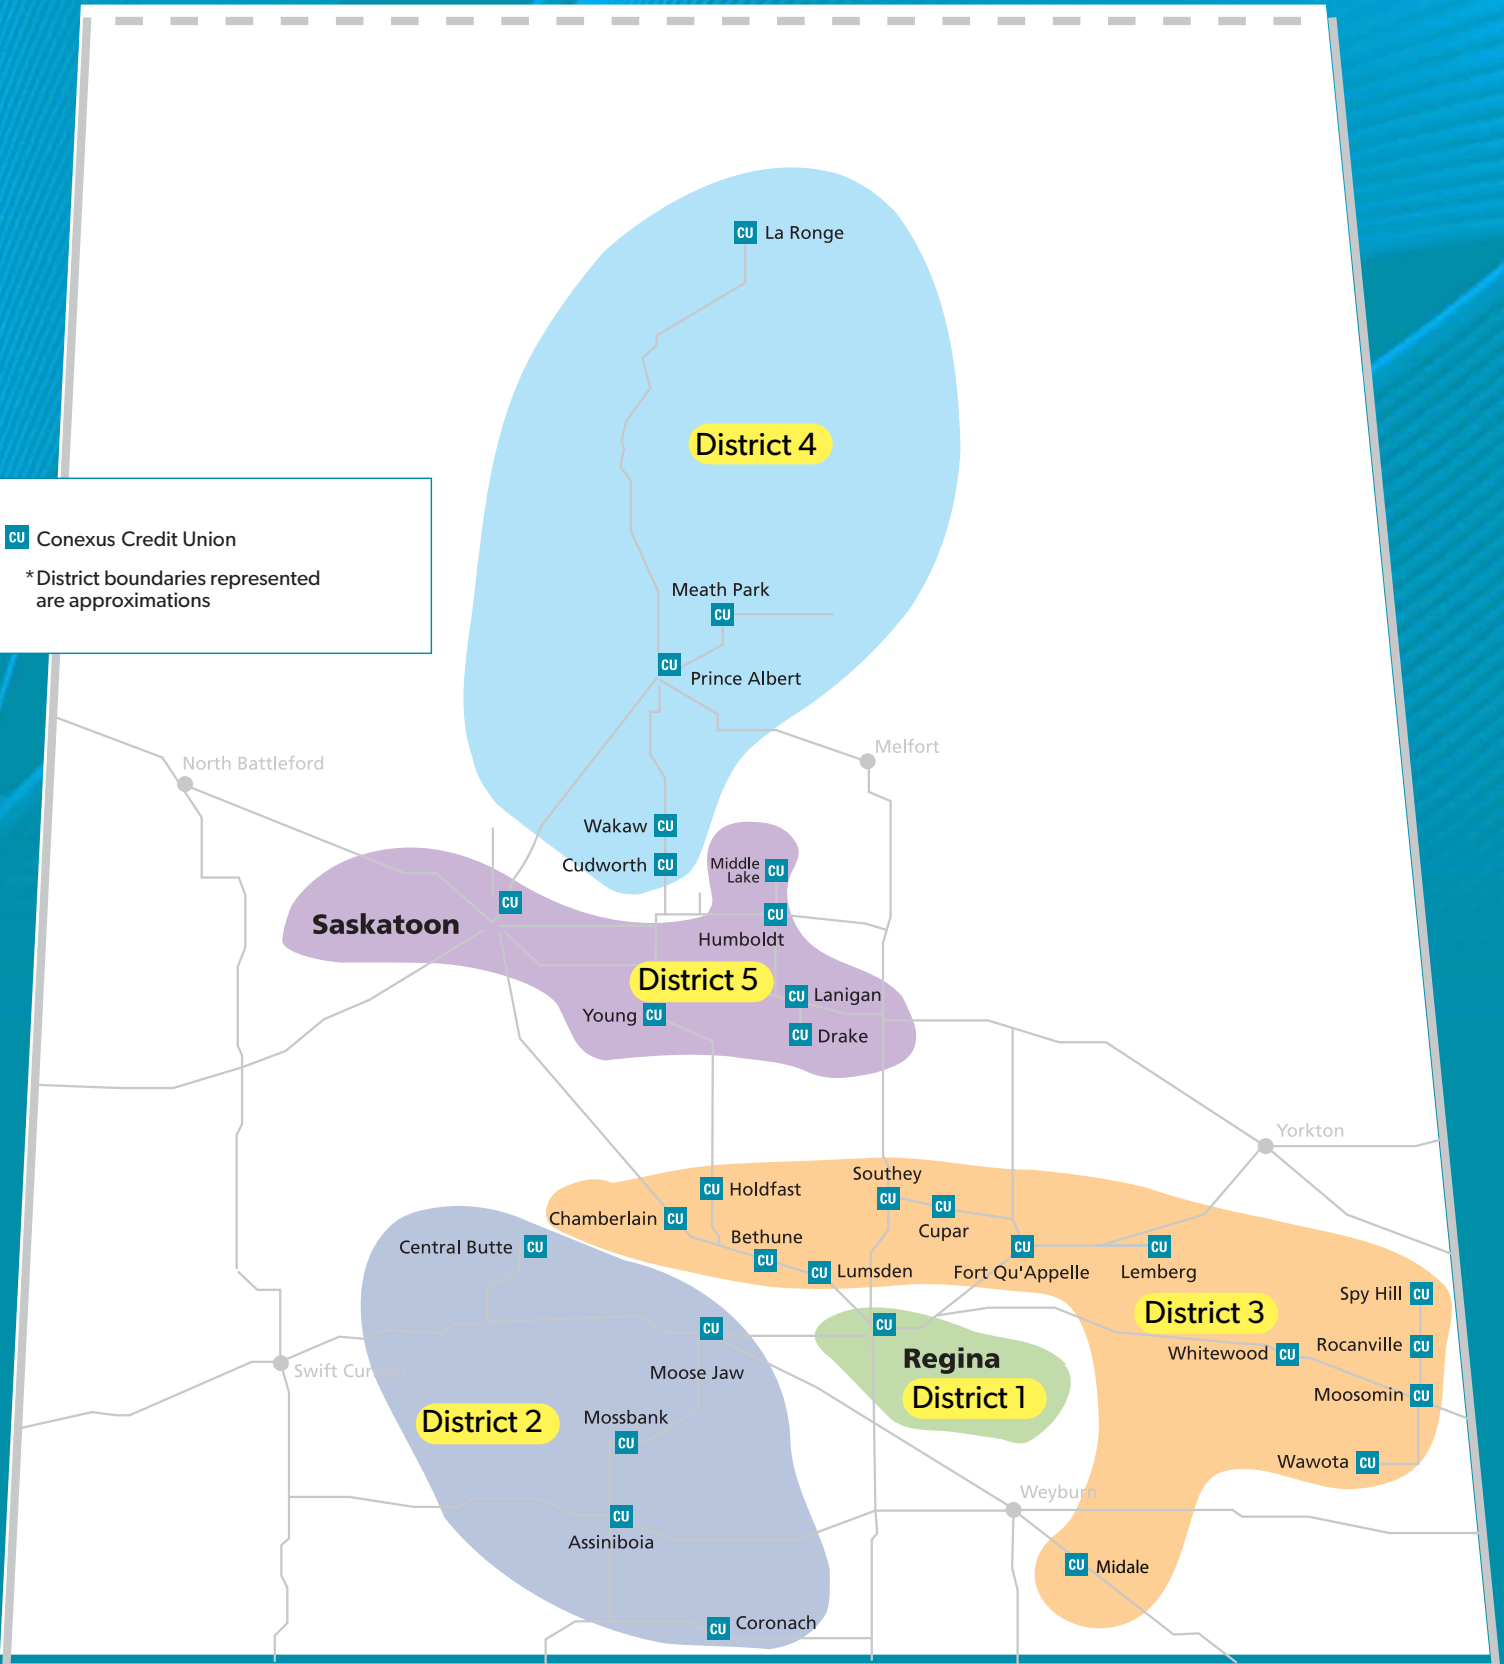 CU La Ronge
District 4
CU Conexus Credit Union
*District boundaries represented
are approximations
Meath Park
CU
CU
Prince Albert
Melfort
North Battleford
Wakaw CU
Cudworth CU
Middle
Lake CU
CU
Saskatoon
CU
Humboldt
District 5
CU Lanigan
Young CU
CU Drake
Yorkton
Southey
CU
CU Holdfast
Cupar
CU
Chamberlain CU
Bethune
CU
Central Butte CU
CU Lumsden
CU
Fort Qu'Appelle
CU
Lemberg
Spy Hill CU
District 3
CU
Regina
District 1
CU
Moose Jaw
Whitewood CU
Rocanville CU
Swift Current
Moosomin CU
District 2
Mossbank
CU
Wawota CU
Weyburn
CU
Assiniboia
CU Midale
CU Coronach